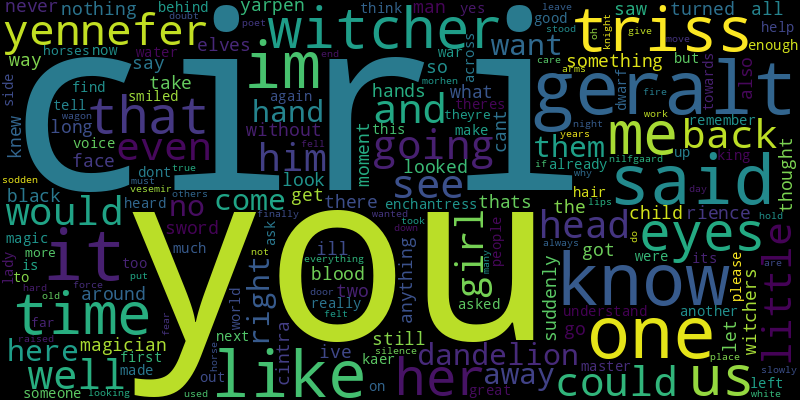 never nothing behind yarpen think man yes saw turned all
yennefer doubt elves witcher want good triss poet leave stood oh knight give move help
horses now water war across something enough
way say im so what but also
side find take smiled again hands theyre theres dwarf towards
ciri geralt
knew tell wagon that hand and end make cant fire arms care me back
long without morhen this work remember
voice even him moment going looked them years night already up king
face dont true fell if nilfgaard
sodden must vesemir look see why day thought
black others get there enchantress thats hair said
would heard no come the lips child rience hold
magic sword ill finally wanted took down people girl head always got do eyes
more much ask not everything many were its are
lady is it too blood door anything asked know please little
to put world right really two felt suddenly go another understand
hard old force around fear
time you
raised far magician next cintra still one let witchers
here first ive kaer silence dandelion master place slowly
well made out horse like on her away could us left
someone looking used great white